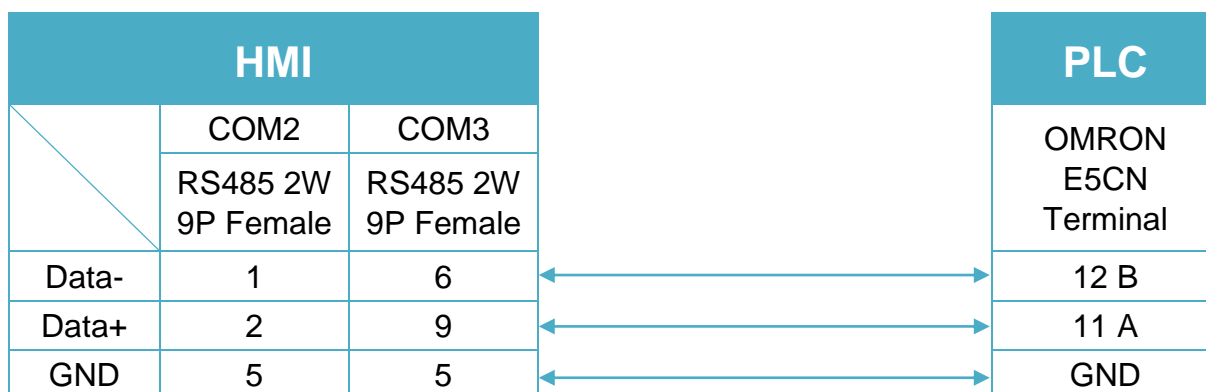 HMI PLC
COM2 COM3
OMRON
E5CN
Terminal
RS485 2W RS485 2W
9P Female 9P Female
Data- 1 6 12 B
Data+ 2 9 11 A
GND 5 5 GND